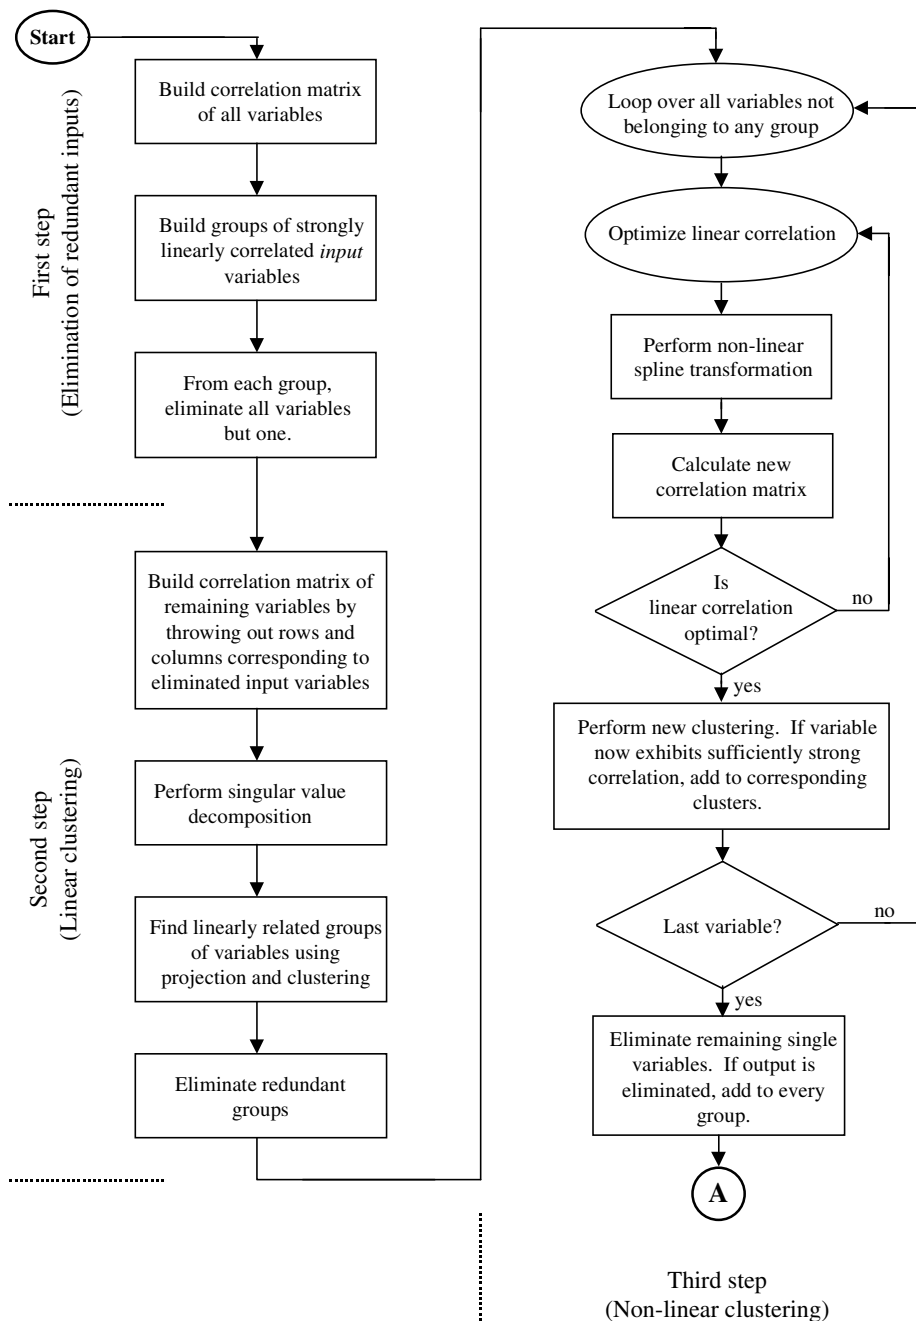 Start
First step
(Elimination of redundant inputs)
Build correlation matrix
of all variables
Build groups of strongly
linearly correlated input
variables
From each group,
eliminate all variables
but one.
Second step
(Linear clustering)
Build correlation matrix of
remaining variables by
throwing out rows and
columns corresponding to
eliminated input variables
Perform singular value
decomposition
Find linearly related groups
of variables using
projection and clustering
Eliminate redundant
groups
Loop over all variables not
belonging to any group
Optimize linear correlation
Perform non-linear
spline transformation
Calculate new
correlation matrix
Is
linear correlation
optimal?
no
yes
Perform new clustering. If variable
now exhibits sufficiently strong
correlation, add to corresponding
clusters.
Last variable?
no
yes
Eliminate remaining single
variables. If output is
eliminated, add to every
group.
A
Third step
(Non-linear clustering)